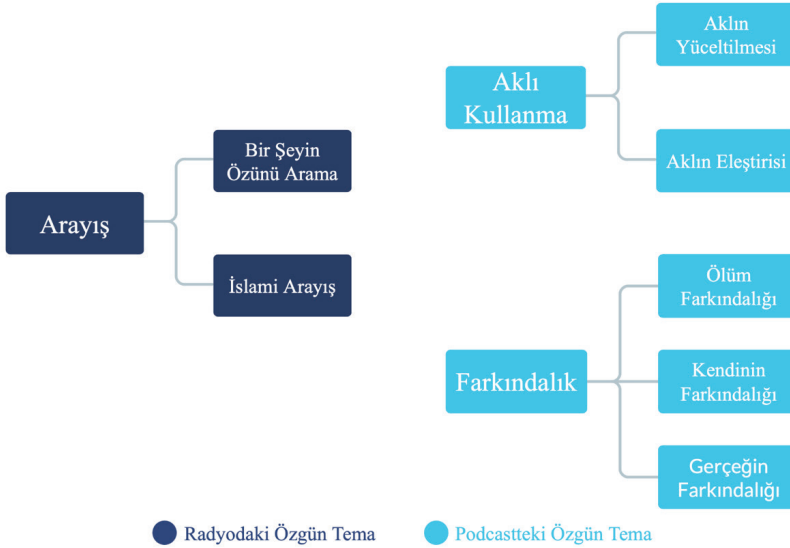 Arayış
Bir Şeyin
Özünü Arama
İslami Arayış
Aklı
Kullanma
Aklın
Yüceltilmesi
Aklın Eleştirisi
Farkındalık
Ölüm
Farkındalığı
Kendinin
Farkındalığı
Gerçeğin
Farkındalığı
Radyodaki Özgün Tema
Podcastteki Özgün Tema